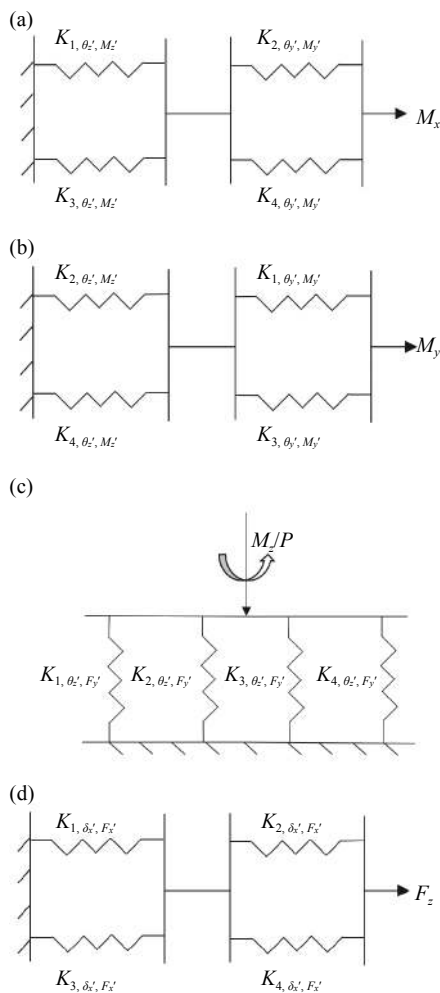 (a)
K1, θz′, Mz′ K2, θy′, My′
Mx
K3, θz′, Mz′ K4, θy′, My′
(b)
K2, θz′, Mz′ K1, θy′, My′
My
K4, θz′, Mz′ K3, θy′, My′
(c)
Mz/P
K1, θz′, Fy′ K2, θz′, Fy′ K3, θz′, Fy′ K4, θz′, Fy′
(d)
K1, δx′, Fx′ K2, δx′, Fx′
Fz
K3, δx′, Fx′ K4, δx′, Fx′